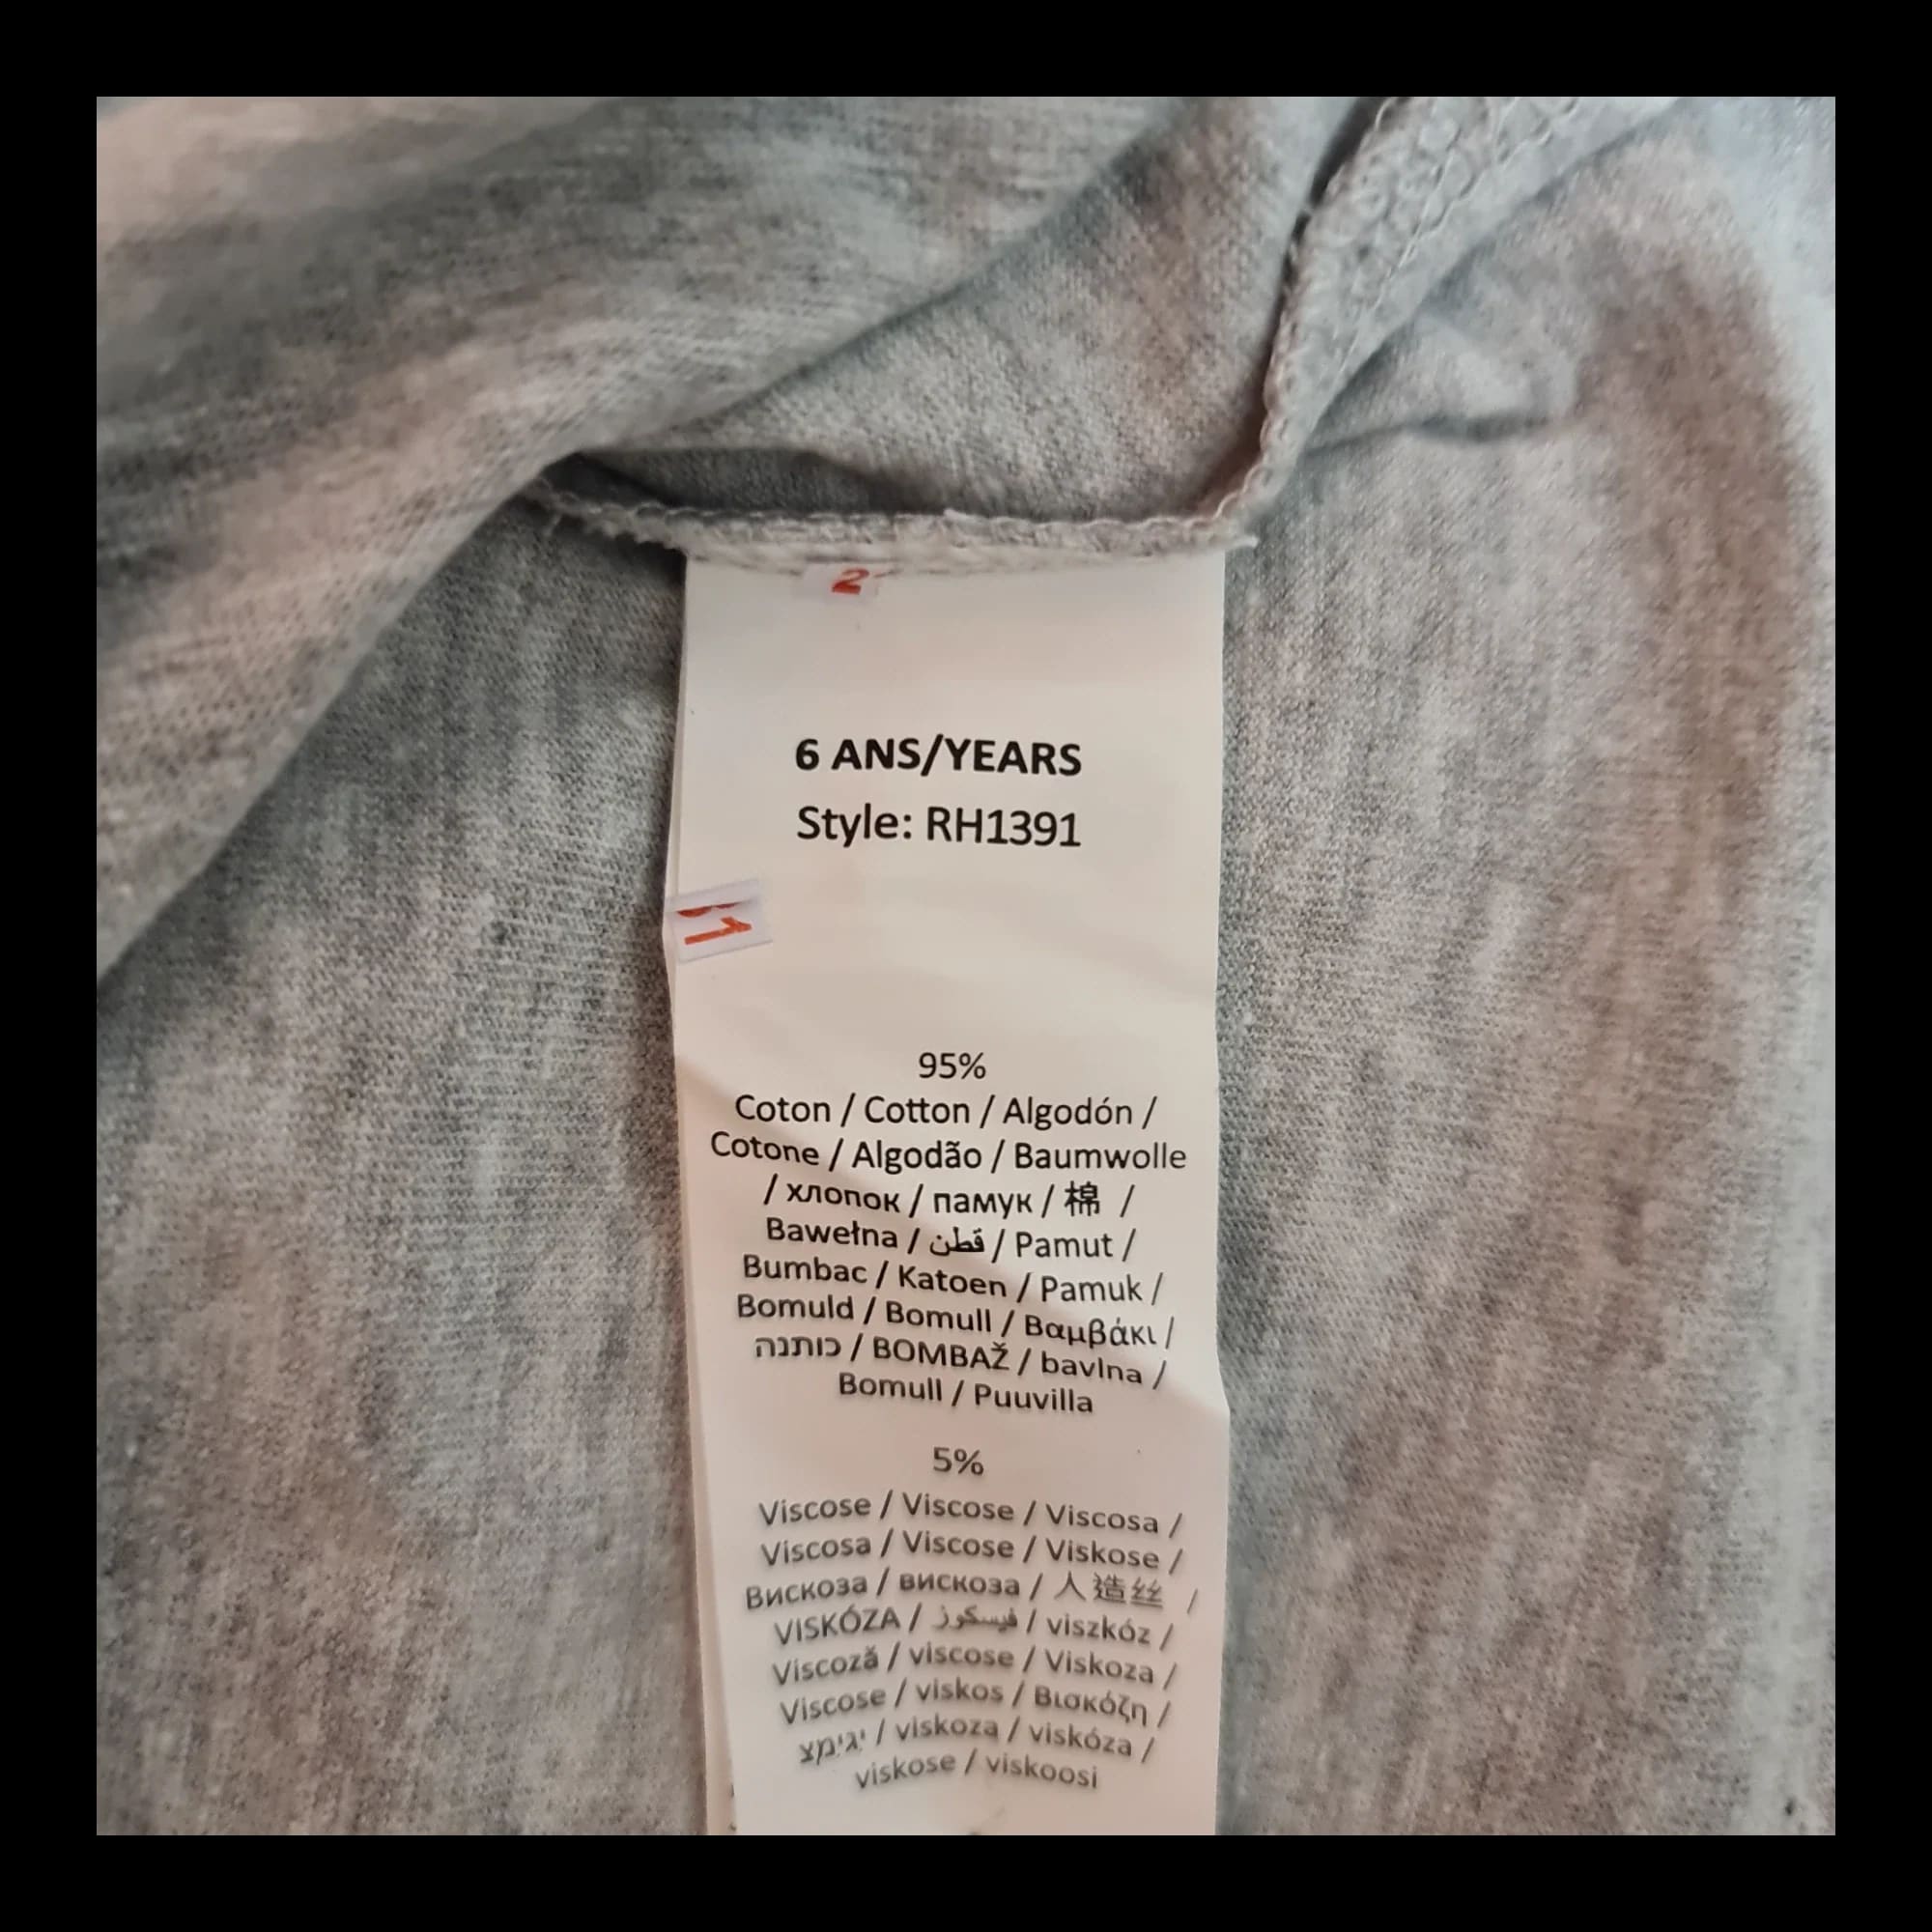 2
6 ANS/YEARS
Style: RH1391
1
95%
Coton / Cotton / Algodón /
Cotone / Algodão / Baumwolle
/ хлопок / памук / 棉 /
Bawełna / قطن / Pamut /
Bumbac / Katoen / Pamuk /
Bomuld / Bomull / Βαμβάκι /
כותנה / BOMBAŽ / bavlna /
Bomull / Puuvilla
5%
Viscose / Viscose / Viscosa /
Viscosa / Viscose / Viskose /
Вискоза / вискоза / 人造丝 /
VISKÓZA / فيسكوز / viszkóz /
Viscoză / viscose / Viskoza /
Viscose / viskos / Βισκόζη /
צמיגי / viskoza / viskóza /
viskose / viskoosi